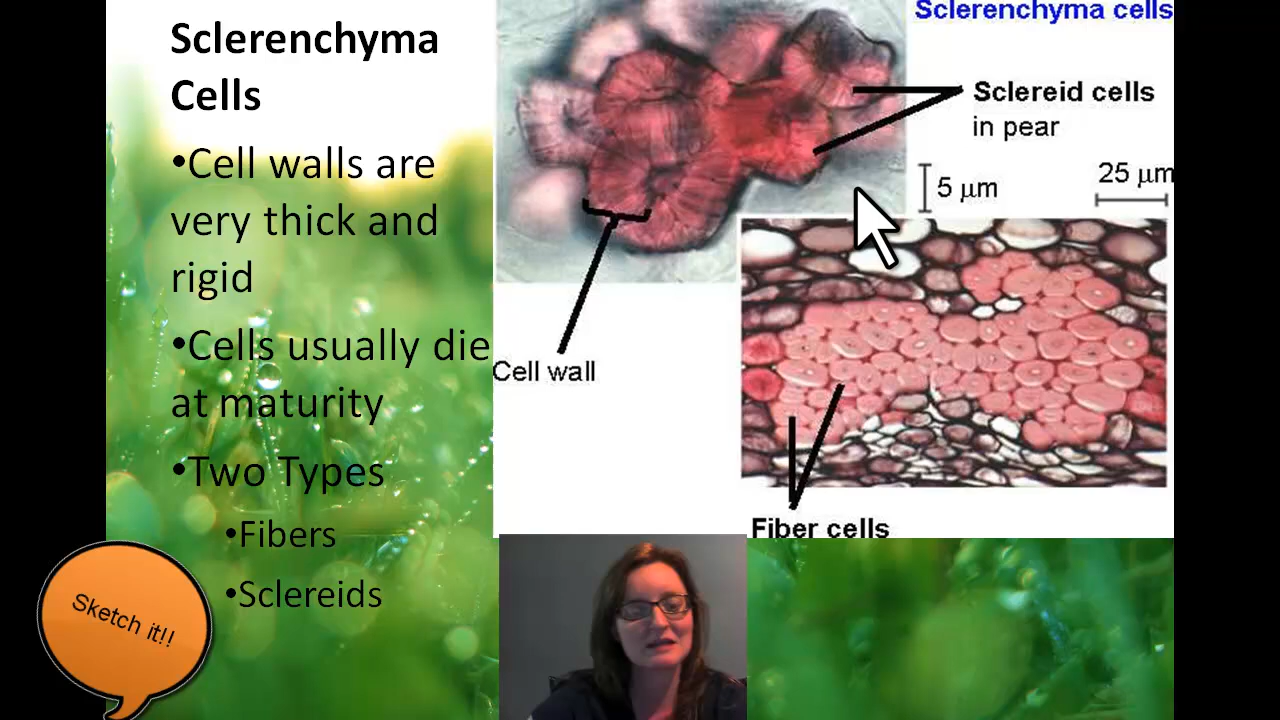 Sclerenchyma
Cells
•Cell walls are
very thick and
rigid
•Cells usually die
at maturity
•Two Types
•Fibers
•Sclereids
Sketch it!!
Sclerenchyma cells
Sclereid cells
in pear
5 µm
25 µm
Cell wall
Fiber cells